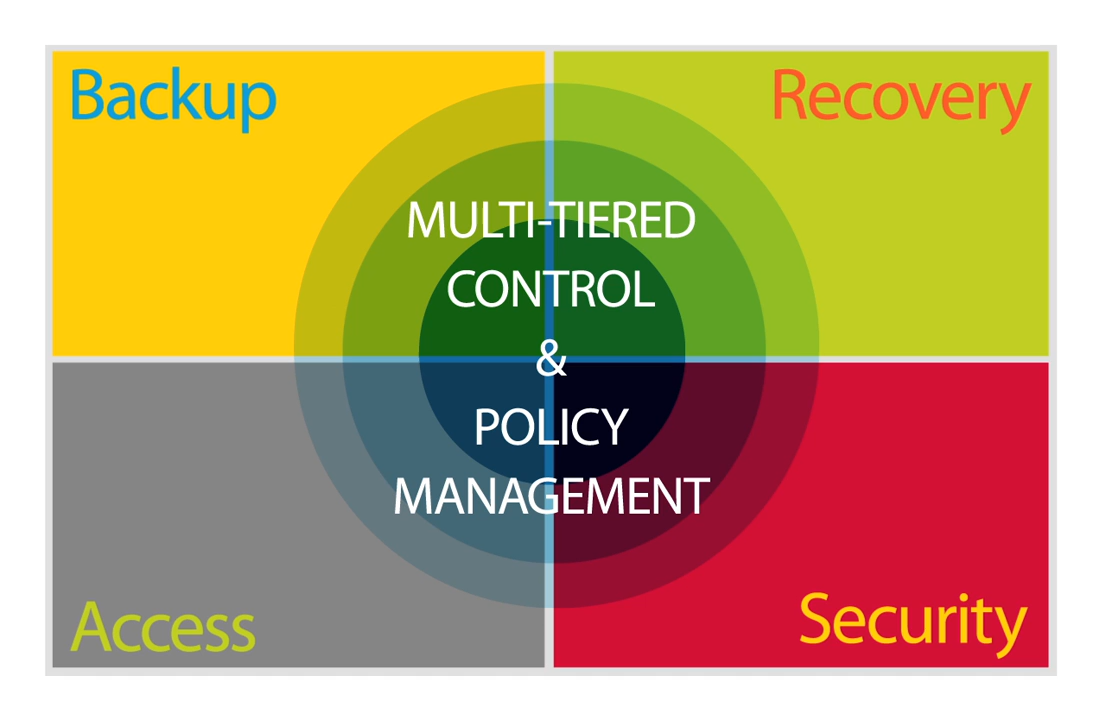 Backup
Recovery
MULTI-TIERED
CONTROL
&
POLICY
MANAGEMENT
Access
Security